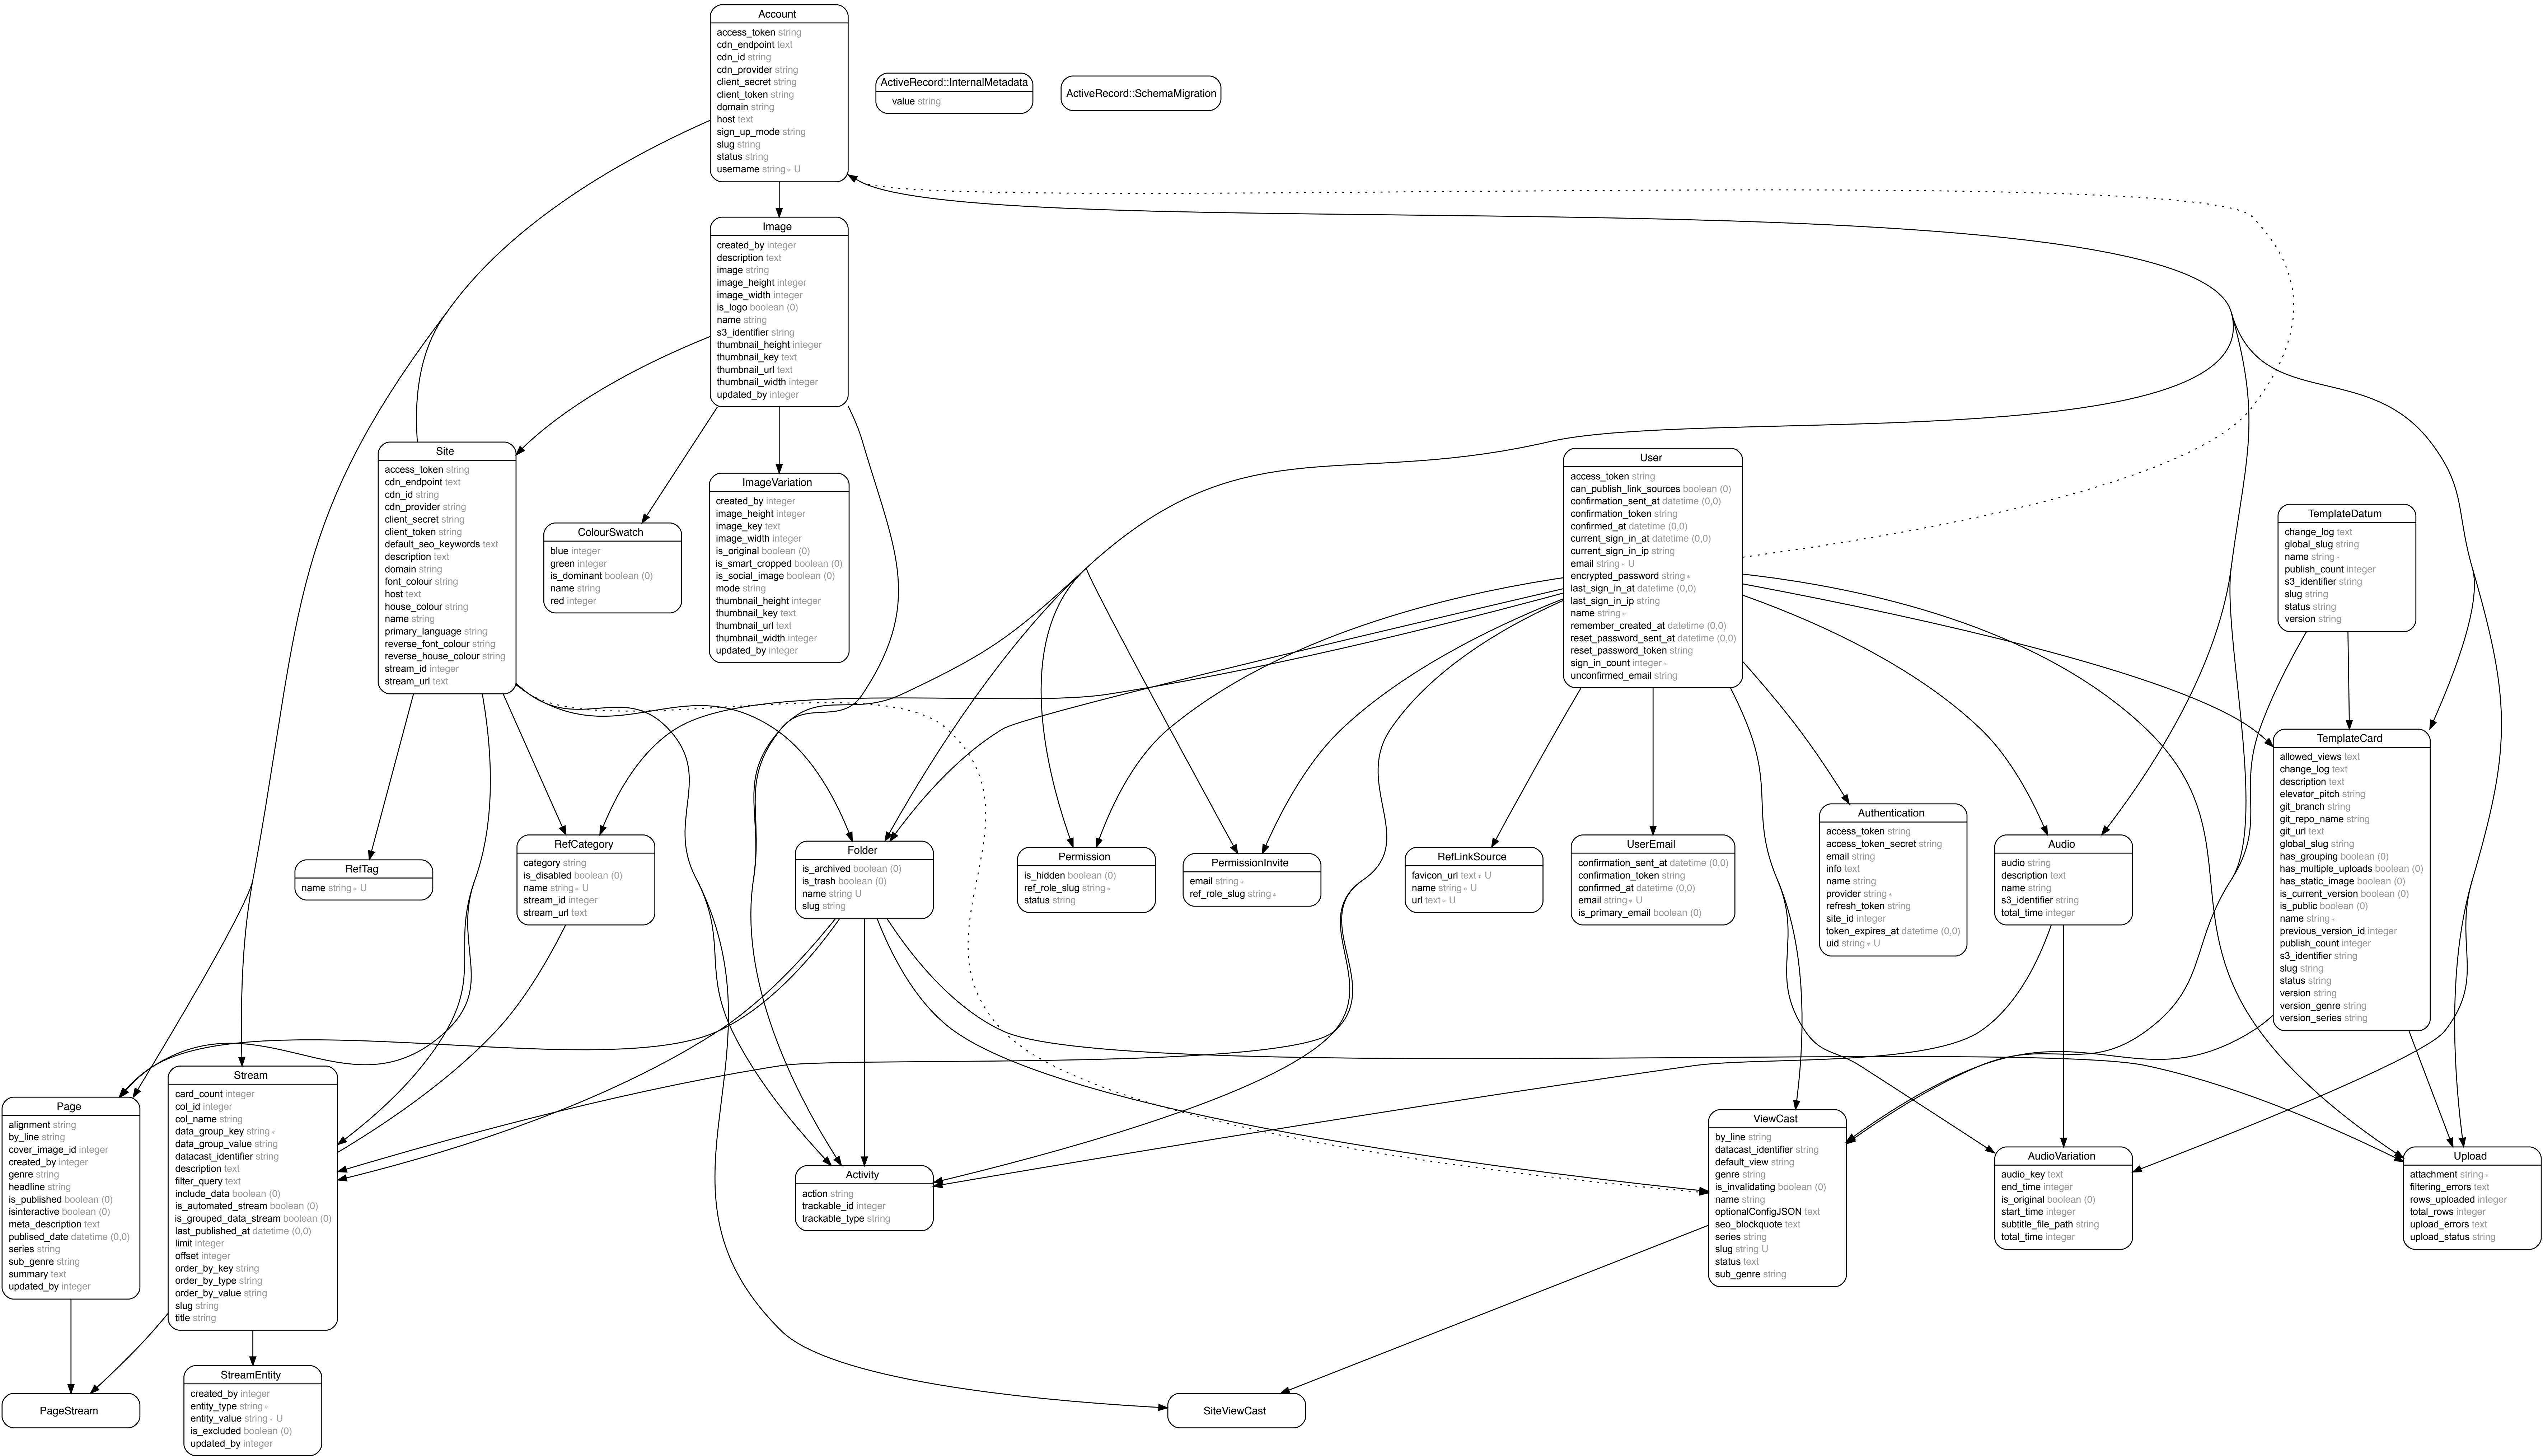 Account
access_token string
cdn_endpoint text
cdn_id string
cdn_provider string
client_secret string
client_token string
domain string
host text
sign_up_mode string
slug string
status string
username string∗ U
ActiveRecord::InternalMetadata
value string
ActiveRecord::SchemaMigration
Image
created_by integer
description text
image string
image_height integer
image_width integer
is_logo boolean (0)
name string
s3_identifier string
thumbnail_height integer
thumbnail_key text
thumbnail_url text
thumbnail_width integer
updated_by integer
Site
access_token string
cdn_endpoint text
cdn_id string
cdn_provider string
client_secret string
client_token string
default_seo_keywords text
description text
domain string
font_colour string
host text
house_colour string
name string
primary_language string
reverse_font_colour string
reverse_house_colour string
stream_id integer
stream_url text
ColourSwatch
blue integer
green integer
is_dominant boolean (0)
name string
red integer
ImageVariation
created_by integer
image_height integer
image_key text
image_width integer
is_original boolean (0)
is_smart_cropped boolean (0)
is_social_image boolean (0)
mode string
thumbnail_height integer
thumbnail_key text
thumbnail_url text
thumbnail_width integer
updated_by integer
User
access_token string
can_publish_link_sources boolean (0)
confirmation_sent_at datetime (0,0)
confirmation_token string
confirmed_at datetime (0,0)
current_sign_in_at datetime (0,0)
current_sign_in_ip string
email string∗ U
encrypted_password string∗
last_sign_in_at datetime (0,0)
last_sign_in_ip string
name string∗
remember_created_at datetime (0,0)
reset_password_sent_at datetime (0,0)
reset_password_token string
sign_in_count integer∗
unconfirmed_email string
TemplateDatum
change_log text
global_slug string
name string∗
publish_count integer
s3_identifier string
slug string
status string
version string
TemplateCard
allowed_views text
change_log text
description text
elevator_pitch string
git_branch string
git_repo_name string
git_url text
global_slug string
has_grouping boolean (0)
has_multiple_uploads boolean (0)
has_static_image boolean (0)
is_current_version boolean (0)
is_public boolean (0)
name string∗
previous_version_id integer
publish_count integer
s3_identifier string
slug string
status string
version string
version_genre string
version_series string
RefTag
name string∗ U
RefCategory
category string
is_disabled boolean (0)
name string∗ U
stream_id integer
stream_url text
Folder
is_archived boolean (0)
is_trash boolean (0)
name string U
slug string
Permission
is_hidden boolean (0)
ref_role_slug string∗
status string
PermissionInvite
email string∗
ref_role_slug string∗
RefLinkSource
favicon_url text∗ U
name string∗ U
url text∗ U
UserEmail
confirmation_sent_at datetime (0,0)
confirmation_token string
confirmed_at datetime (0,0)
email string∗ U
is_primary_email boolean (0)
Authentication
access_token string
access_token_secret string
email string
info text
name string
provider string∗
refresh_token string
site_id integer
token_expires_at datetime (0,0)
uid string∗ U
Audio
audio string
description text
name string
s3_identifier string
total_time integer
Page
alignment string
by_line string
cover_image_id integer
created_by integer
genre string
headline string
is_published boolean (0)
isinteractive boolean (0)
meta_description text
publised_date datetime (0,0)
series string
sub_genre string
summary text
updated_by integer
Stream
card_count integer
col_id integer
col_name string
data_group_key string∗
data_group_value string
datacast_identifier string
description text
filter_query text
include_data boolean (0)
is_automated_stream boolean (0)
is_grouped_data_stream boolean (0)
last_published_at datetime (0,0)
limit integer
offset integer
order_by_key string
order_by_type string
order_by_value string
slug string
title string
Activity
action string
trackable_id integer
trackable_type string
ViewCast
by_line string
datacast_identifier string
default_view string
genre string
is_invalidating boolean (0)
name string
optionalConfigJSON text
seo_blockquote text
series string
slug string U
status text
sub_genre string
AudioVariation
audio_key text
end_time integer
is_original boolean (0)
start_time integer
subtitle_file_path string
total_time integer
Upload
attachment string∗
filtering_errors text
rows_uploaded integer
total_rows integer
upload_errors text
upload_status string
PageStream
StreamEntity
created_by integer
entity_type string∗
entity_value string∗ U
is_excluded boolean (0)
updated_by integer
SiteViewCast